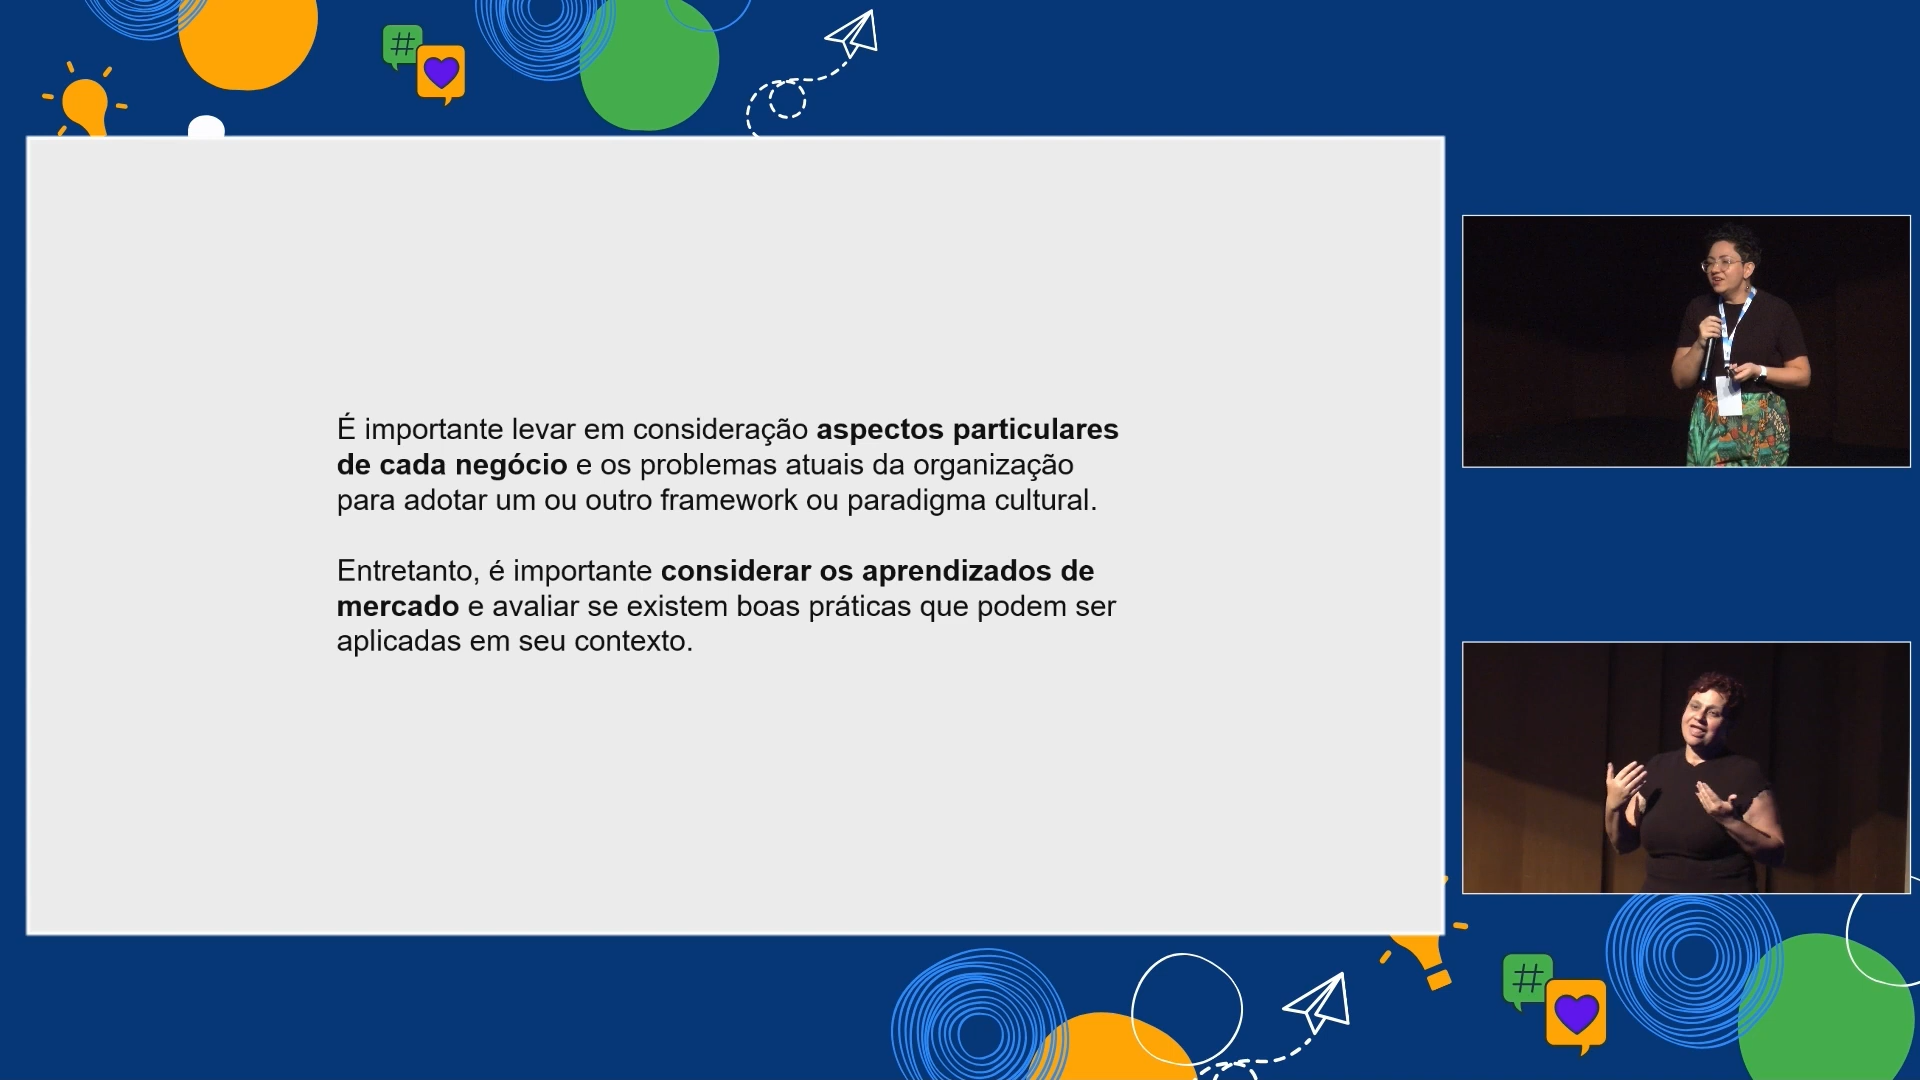 É importante levar em consideração aspectos particulares
de cada negócio e os problemas atuais da organização
para adotar um ou outro framework ou paradigma cultural.
Entretanto, é importante considerar os aprendizados de
mercado e avaliar se existem boas práticas que podem ser
aplicadas em seu contexto.